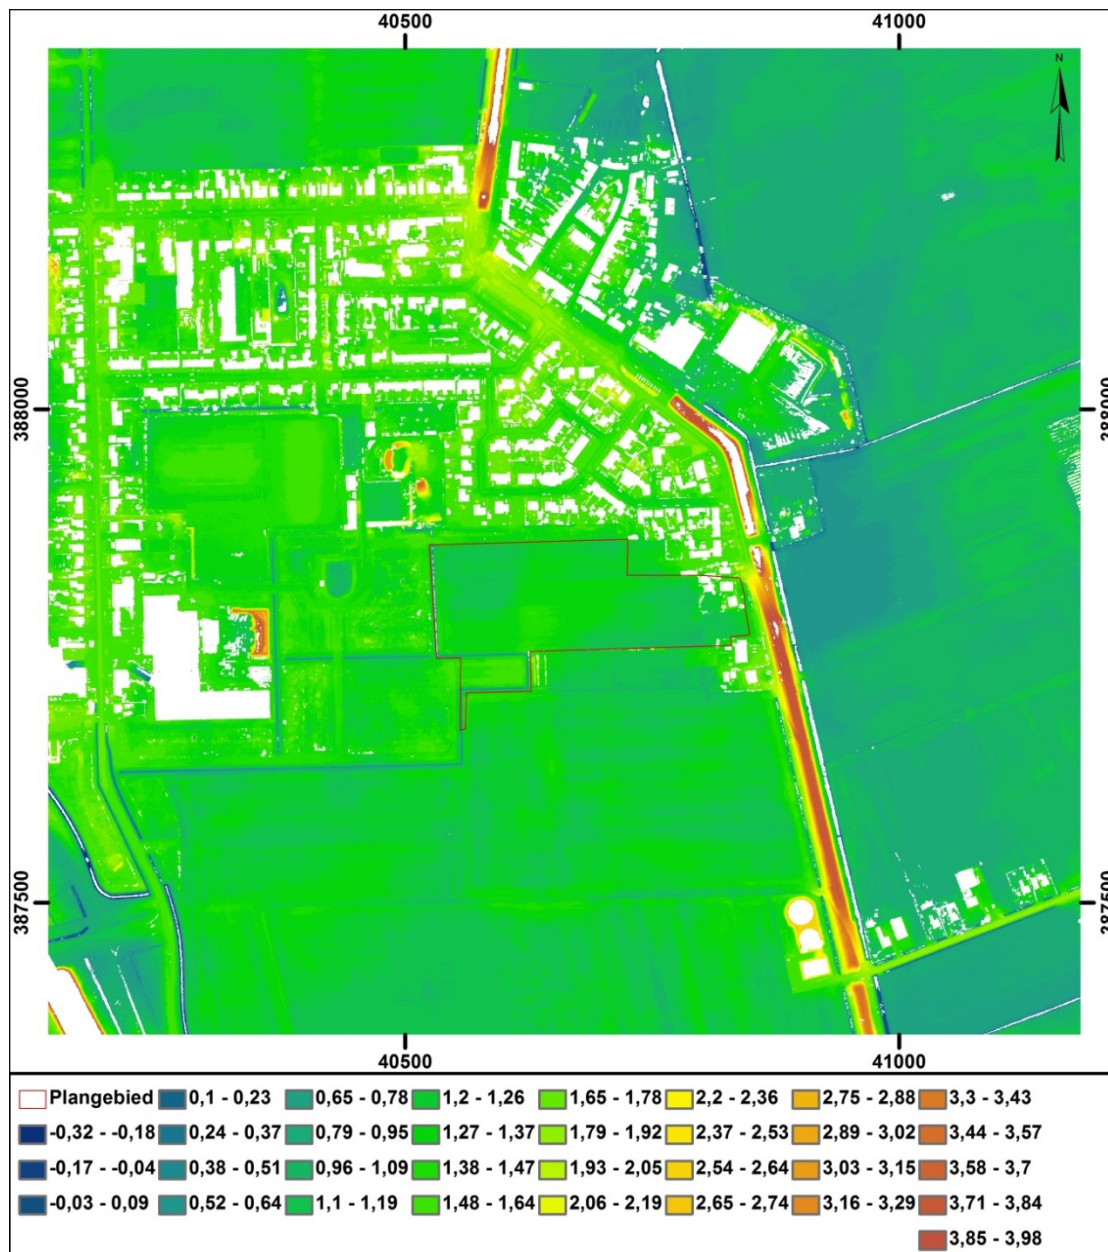 40500 41000
N
388000 388000
387500 387500
40500 41000
Plangebied 0,1 - 0,23 0,65 - 0,78 1,2 - 1,26 1,65 - 1,78 2,2 - 2,36 2,75 - 2,88 3,3 - 3,43
-0,32 - -0,18 0,24 - 0,37 0,79 - 0,95 1,27 - 1,37 1,79 - 1,92 2,37 - 2,53 2,89 - 3,02 3,44 - 3,57
-0,17 - -0,04 0,38 - 0,51 0,96 - 1,09 1,38 - 1,47 1,93 - 2,05 2,54 - 2,64 3,03 - 3,15 3,58 - 3,7
-0,03 - 0,09 0,52 - 0,64 1,1 - 1,19 1,48 - 1,64 2,06 - 2,19 2,65 - 2,74 3,16 - 3,29 3,71 - 3,84
3,85 - 3,98